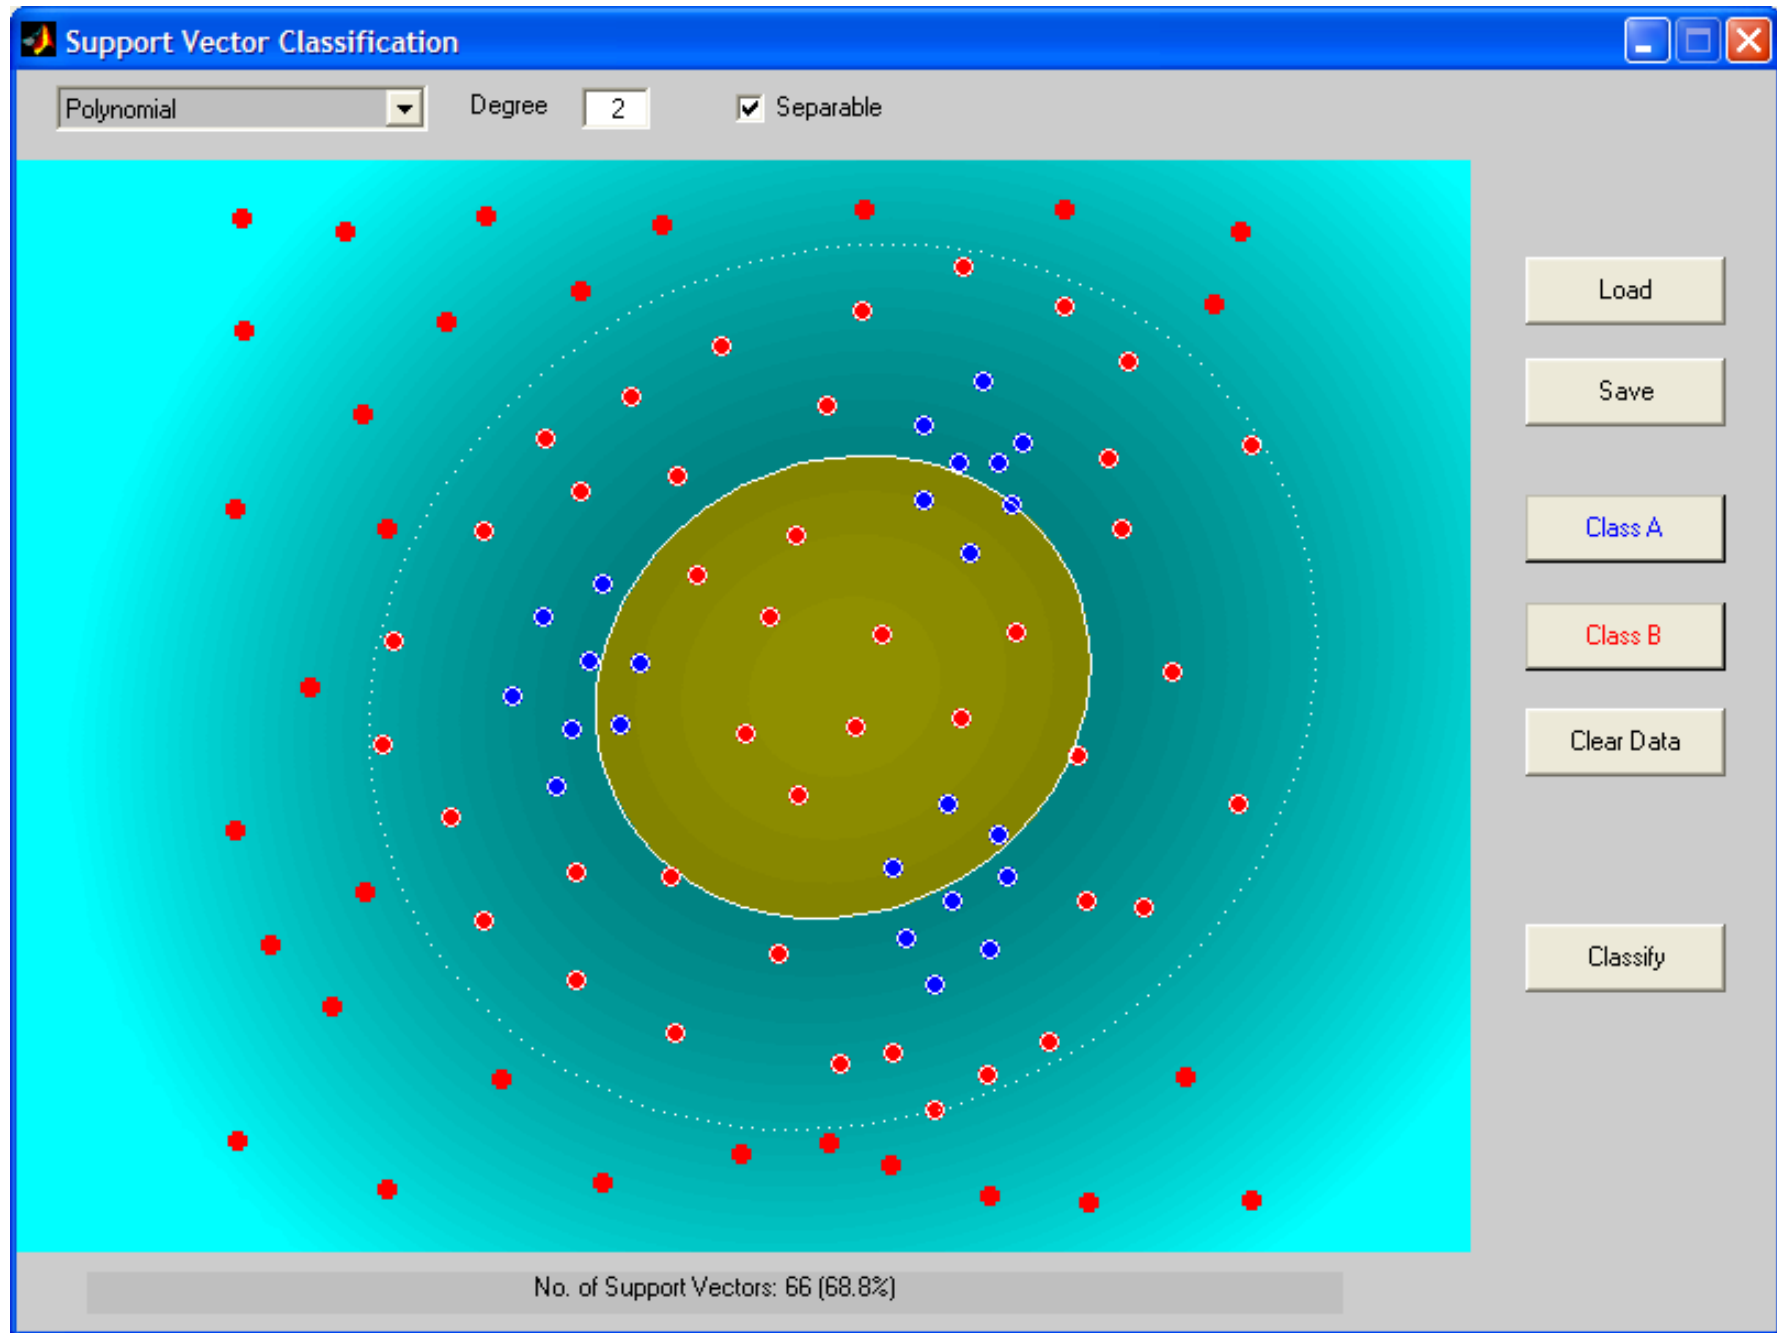 Support Vector Classification
Polynomial Degree 2 Separable
Load
Save
Class A
Class B
Clear Data
Classify
No. of Support Vectors: 66 (68.8%)